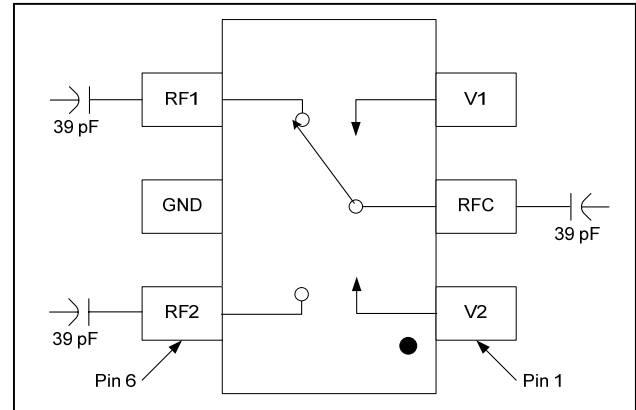 RF1
V1
39 pF
GND
RFC
39 pF
RF2
V2
39 pF
Pin 6
Pin 1